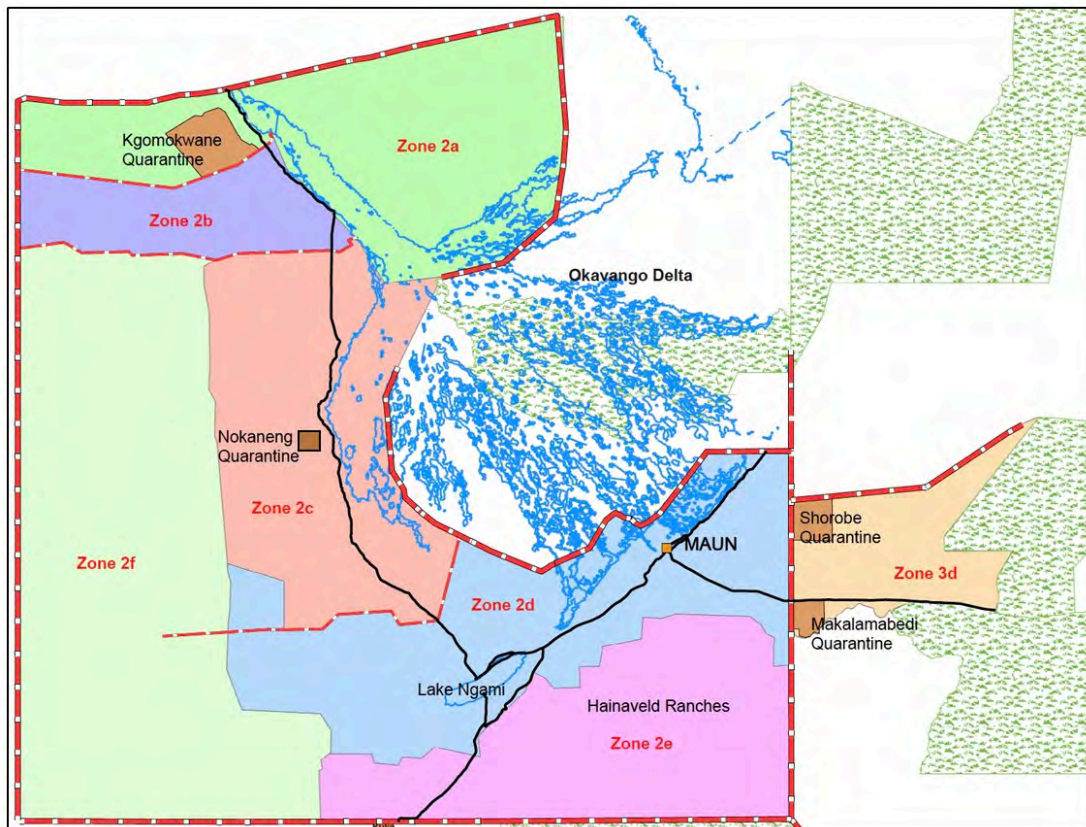 Kgomokwane
Quarantine
Zone 2a
Zone 2b
Okavango Delta
Nokaneng
Quarantine
Zone 2c
Shorobe
Quarantine
MAUN
Zone 2f
Zone 3d
Zone 2d
Makalamabedi
Quarantine
Lake Ngami
Hainaveld Ranches
Zone 2e